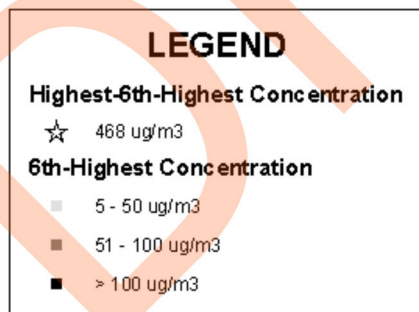 LEGEND
Highest-6th-Highest Concentration
468 ug/m3
6th-Highest Concentration
5 - 50 ug/m3
51 - 100 ug/m3
> 100 ug/m3